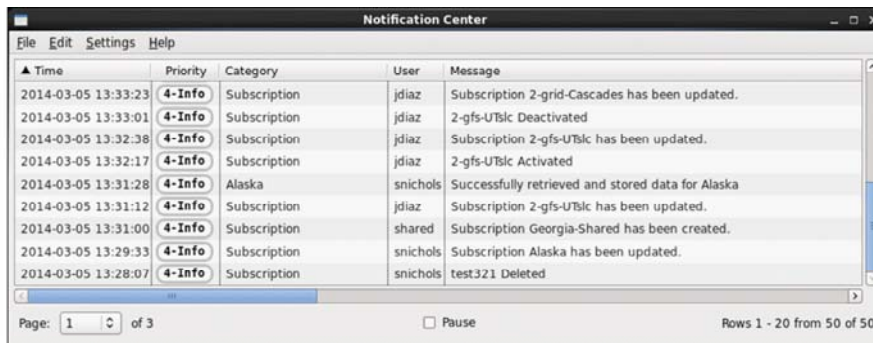 Notification Center
File Edit Settings Help
▲ Time Priority Category User Message
2014-03-05 13:33:23 4-Info Subscription jdiaz Subscription 2-grid-Cascades has been updated.
2014-03-05 13:33:01 4-Info Subscription jdiaz 2-gfs-UTslc Deactivated
2014-03-05 13:32:38 4-Info Subscription jdiaz Subscription 2-gfs-UTslc has been updated.
2014-03-05 13:32:17 4-Info Subscription jdiaz 2-gfs-UTslc Activated
2014-03-05 13:31:28 4-Info Alaska snichols Successfully retrieved and stored data for Alaska
2014-03-05 13:31:12 4-Info Subscription jdiaz Subscription 2-gfs-UTslc has been updated.
2014-03-05 13:31:00 4-Info Subscription shared Subscription Georgia-Shared has been created.
2014-03-05 13:29:33 4-Info Subscription snichols Subscription Alaska has been updated.
2014-03-05 13:28:07 4-Info Subscription snichols test321 Deleted
Page: 1 of 3 Pause Rows 1 - 20 from 50 of 50